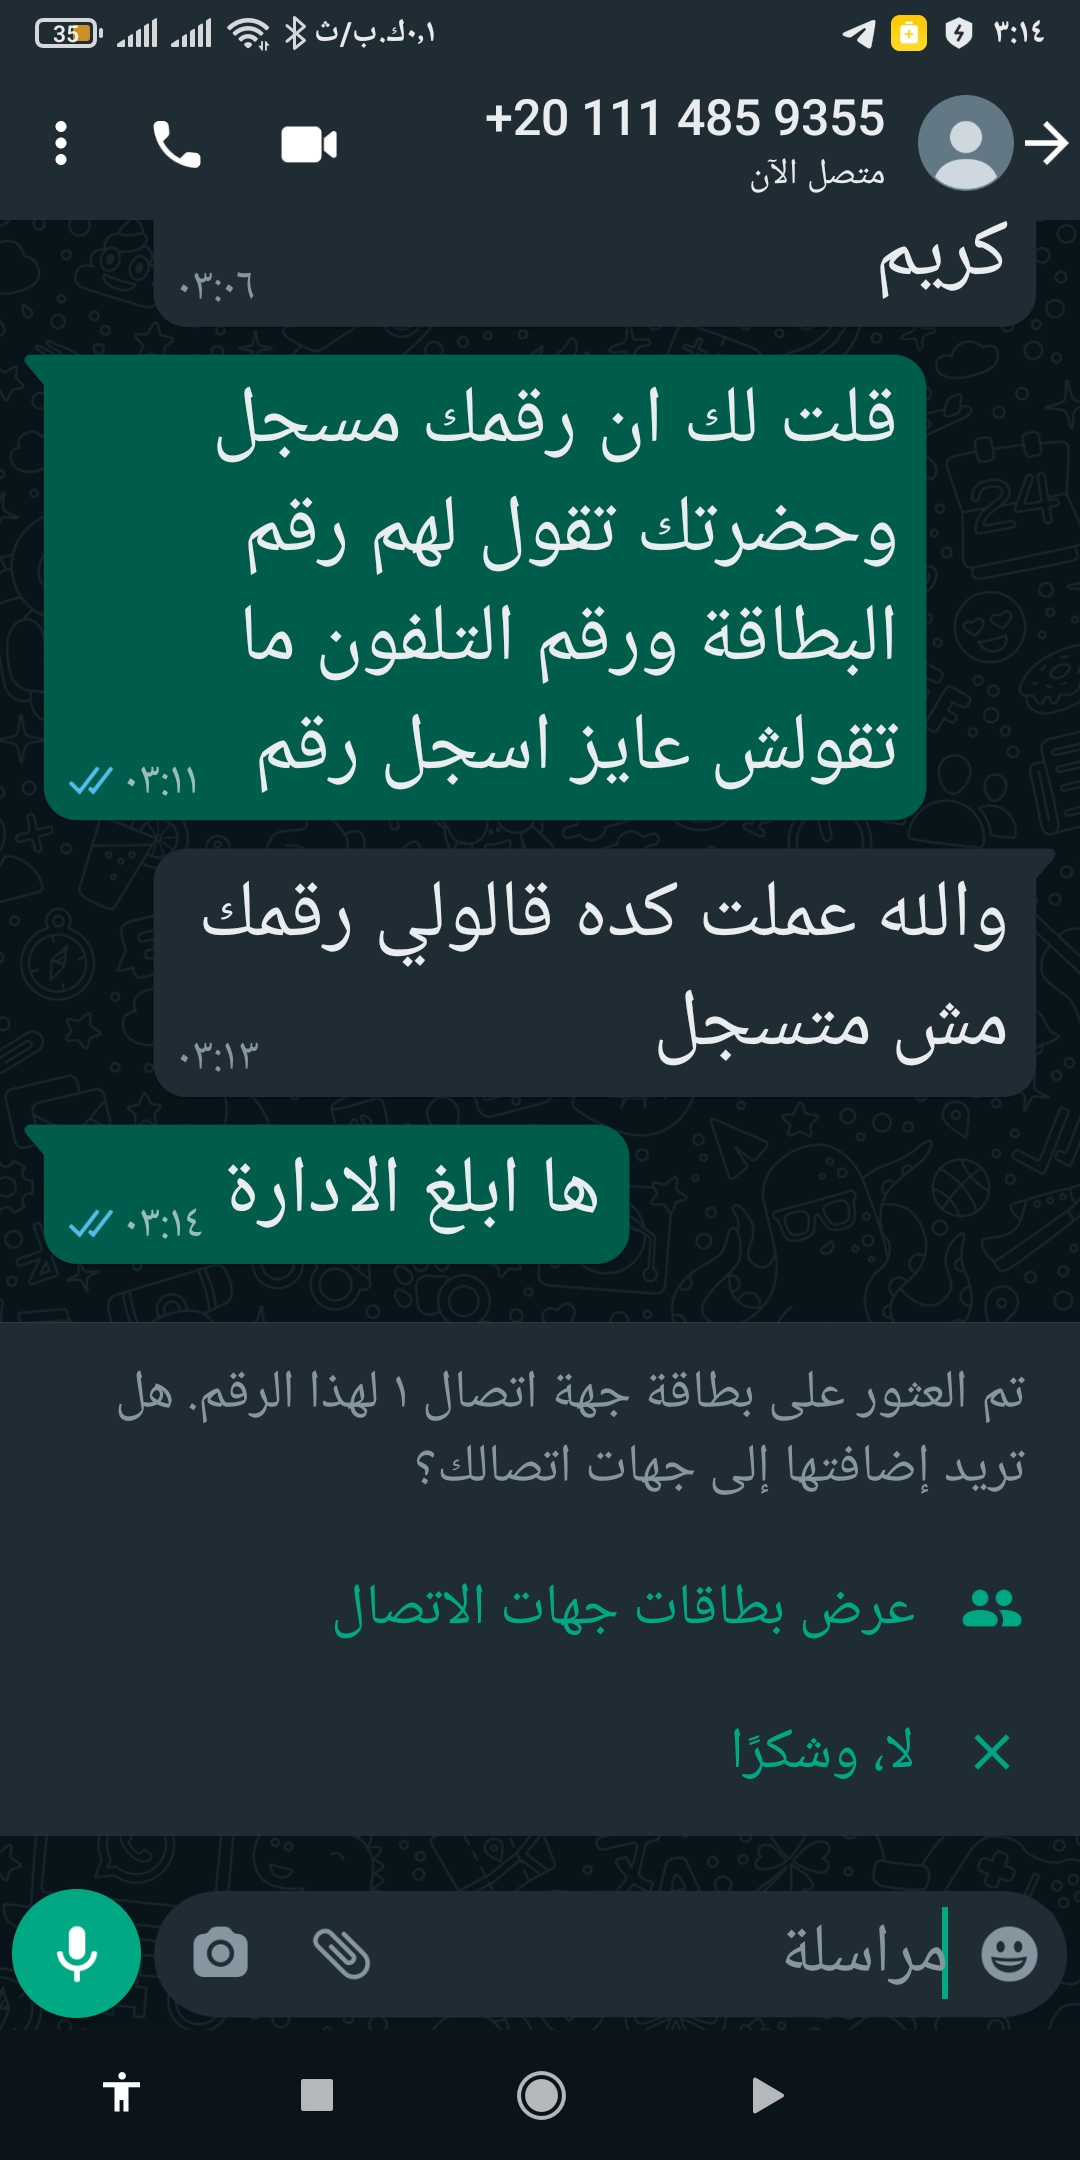 ٣:١٤
٠,١ك.ب/ث
35
+20 111 485 9355
متصل الآن
كريم
٠٣:٠٦
قلت لك ان رقمك مسجل
وحضرتك تقول لهم رقم
البطاقة ورقم التلفون ما
تقولش عايز اسجل رقم
٠٣:١١
والله عملت كده قالولي رقمك
مش متسجل
٠٣:١٣
ها ابلغ الادارة
٠٣:١٤
تم العثور على بطاقة جهة اتصال ١ لهذا الرقم. هل
تريد إضافتها إلى جهات اتصالك؟
عرض بطاقات جهات الاتصال
لا، وشكرًا
مراسلة